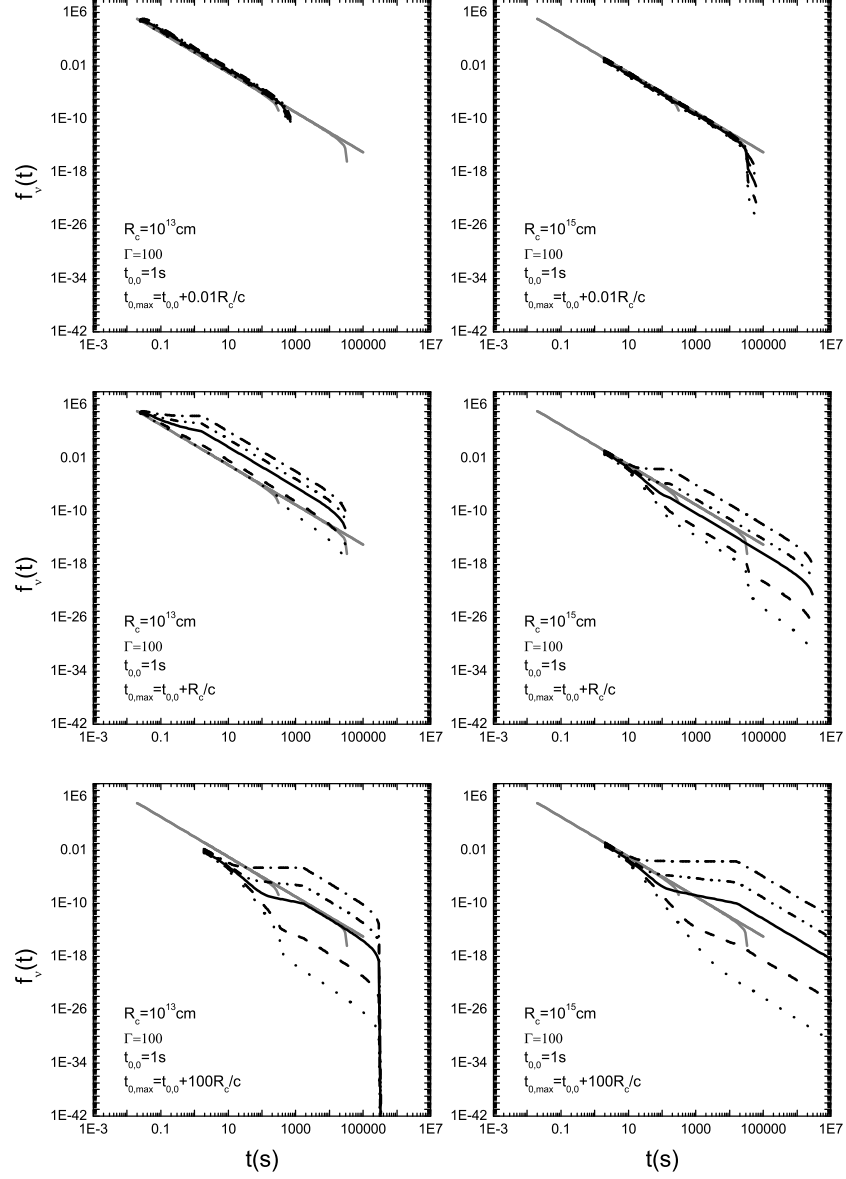 1E6
0.01
1E-10
1E-18
1E-26
1E-34
1E-42
f_ν(t)
R_c=10^13cm
Γ=100
t_0,0=1s
t_0,max=t_0,0+0.01R_c/c
1E-3 0.1 10 1000 100000 1E7
1E6
0.01
1E-10
1E-18
1E-26
1E-34
1E-42
R_c=10^15cm
Γ=100
t_0,0=1s
t_0,max=t_0,0+0.01R_c/c
1E-3 0.1 10 1000 100000 1E7
1E6
0.01
1E-10
1E-18
1E-26
1E-34
1E-42
f_ν(t)
R_c=10^13cm
Γ=100
t_0,0=1s
t_0,max=t_0,0+R_c/c
1E-3 0.1 10 1000 100000 1E7
1E6
0.01
1E-10
1E-18
1E-26
1E-34
1E-42
R_c=10^15cm
Γ=100
t_0,0=1s
t_0,max=t_0,0+R_c/c
1E-3 0.1 10 1000 100000 1E7
1E6
0.01
1E-10
1E-18
1E-26
1E-34
1E-42
f_ν(t)
R_c=10^13cm
Γ=100
t_0,0=1s
t_0,max=t_0,0+100R_c/c
1E-3 0.1 10 1000 100000 1E7
t(s)
1E6
0.01
1E-10
1E-18
1E-26
1E-34
1E-42
R_c=10^15cm
Γ=100
t_0,0=1s
t_0,max=t_0,0+100R_c/c
1E-3 0.1 10 1000 100000 1E7
t(s)